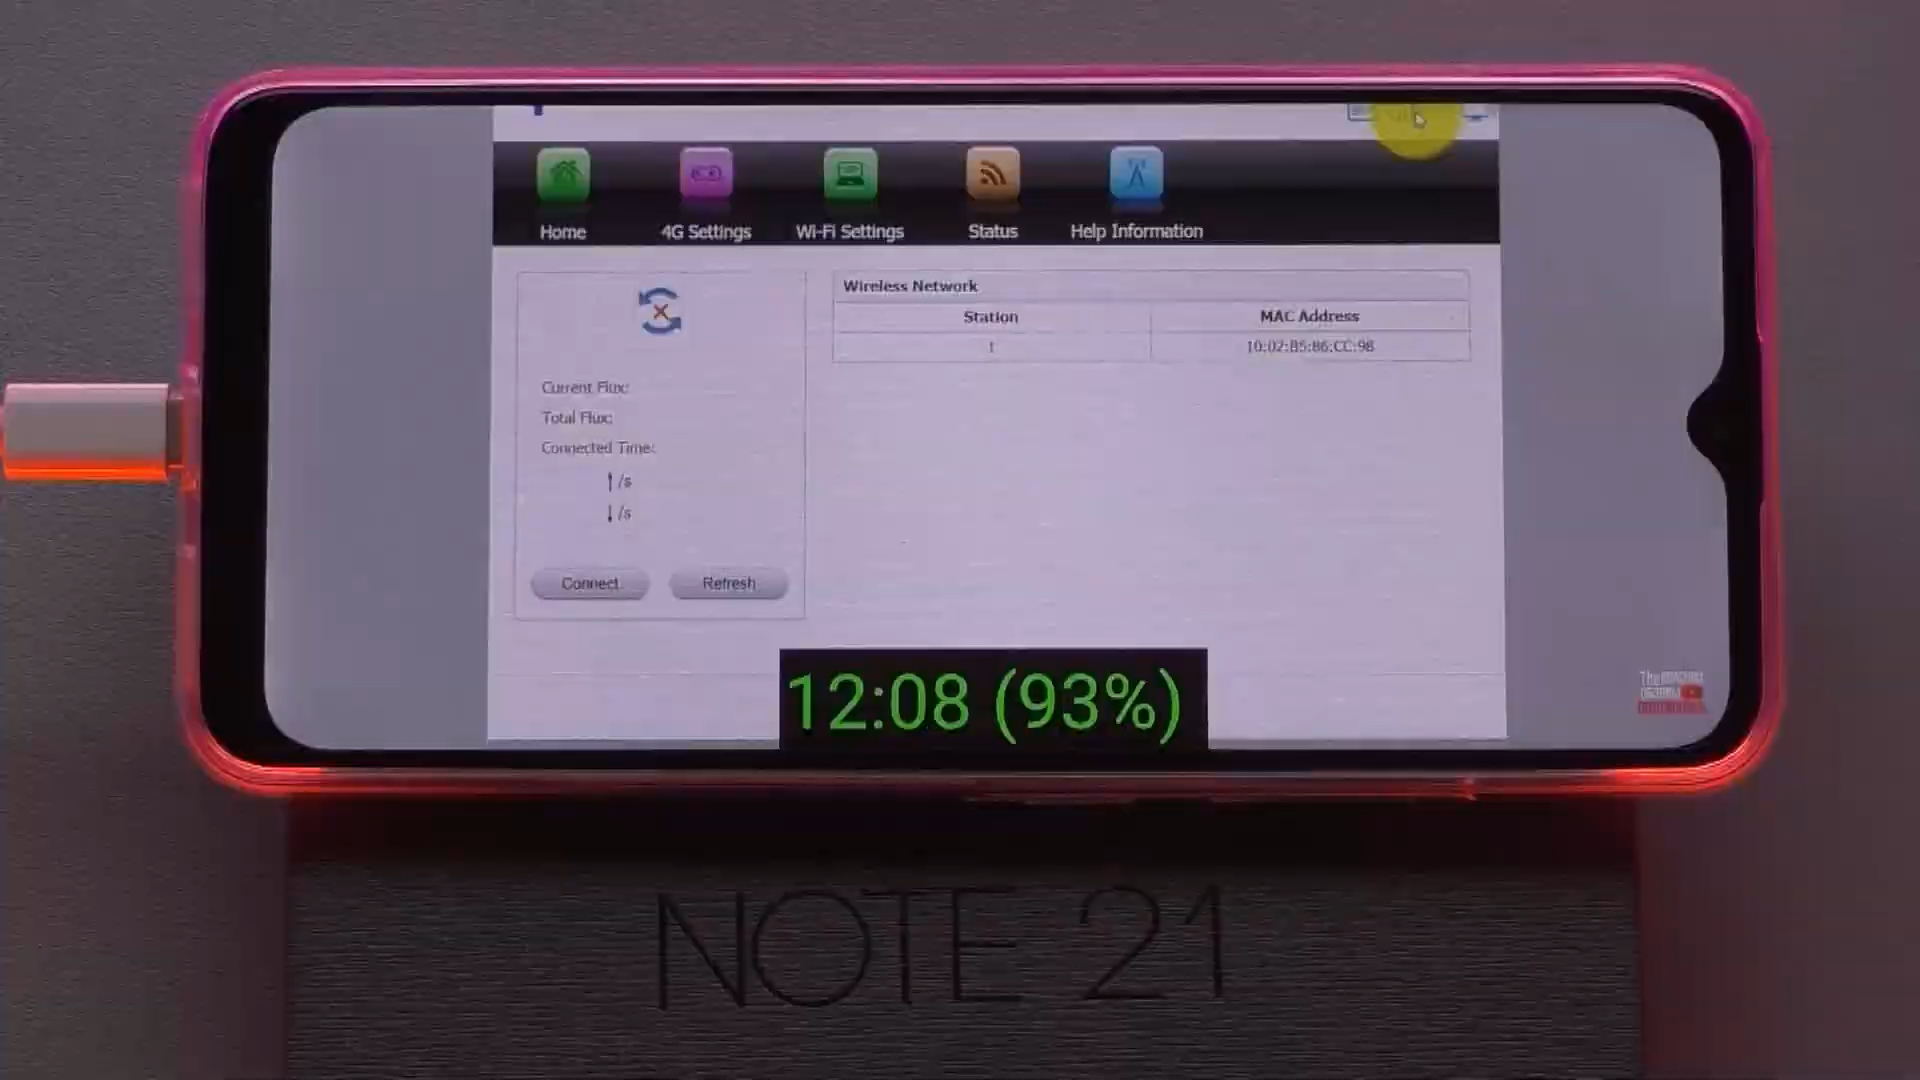 Home
4G Settings
Wi-Fi Settings
Status
Help Information
Wireless Network
Station
MAC Address
1
10:02:B5:86:CC:98
Current Flux:
Total Flux:
Connected Time:
↑/s
↓/s
Connect
Refresh
12:08 (93%)
The
NOTE 21